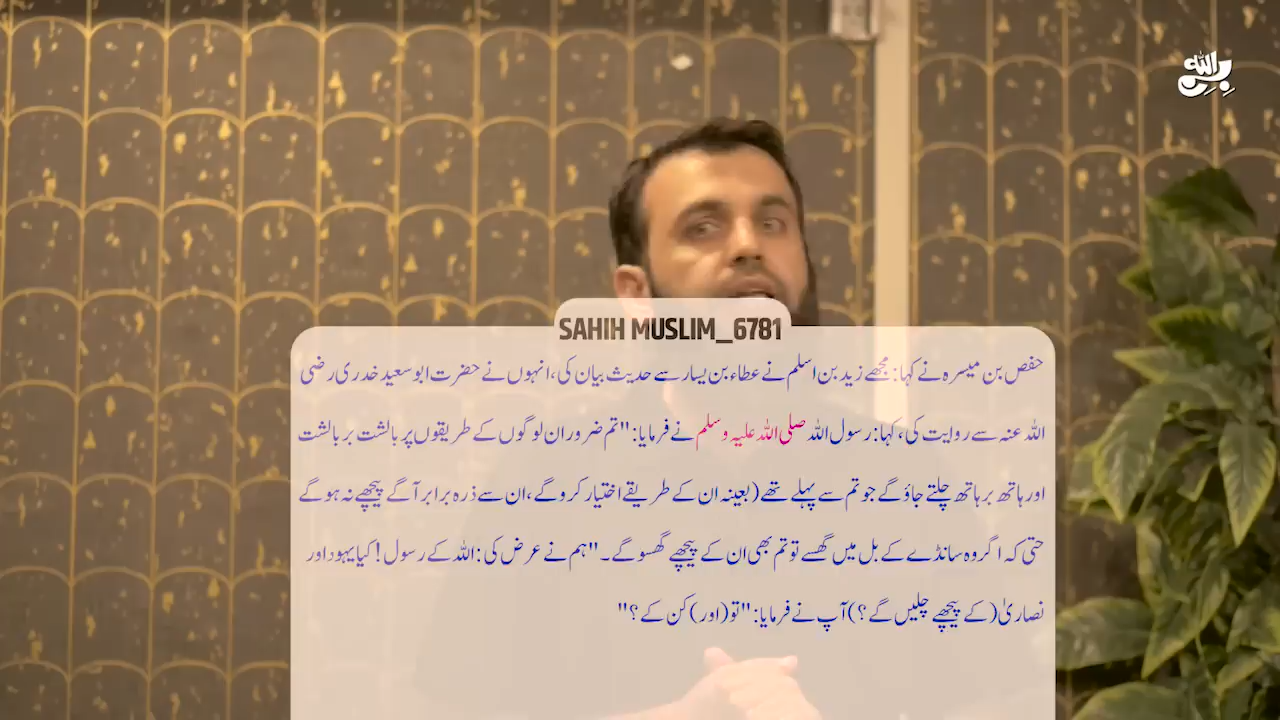 بسم الله
SAHIH MUSLIM_6781
حفص بن میسرہ نے کہا: مجھے زید بن اسلم نے عطاء بن یسار سے حدیث بیان کی، انہوں نے حضرت ابوسعید خدری رضی
اللہ عنہ سے روایت کی، کہا: رسول اللہ صلی اللہ علیہ وسلم نے فرمایا: "تم ضرور ان لوگوں کے طریقوں پر بالشت بر بالشت
اور ہاتھ بر ہاتھ چلتے جاؤ گے جو تم سے پہلے تھے (بعینہ ان کے طریقے اختیار کرو گے، ان سے ذرہ برابر آگے پیچھے نہ ہو گے
حتی کہ اگر وہ سانڈے کے بل میں گھسے تو تم بھی ان کے پیچھے گھسو گے۔" ہم نے عرض کی: اللہ کے رسول! کیا یہود اور
نصاریٰ (کے پیچھے چلیں گے؟) آپ نے فرمایا: "تو (اور) کن کے؟"